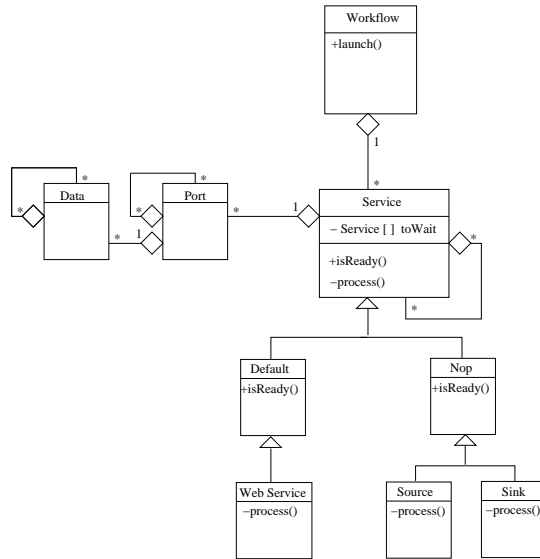 Workflow
+launch()
1
*
Service
– Service [ ] toWait
+isReady()
–process()
*
*
1
*
Port
*
*
1
*
Data
*
*
Default
+isReady()
Nop
+isReady()
Web Service
–process()
Source
–process()
Sink
–process()